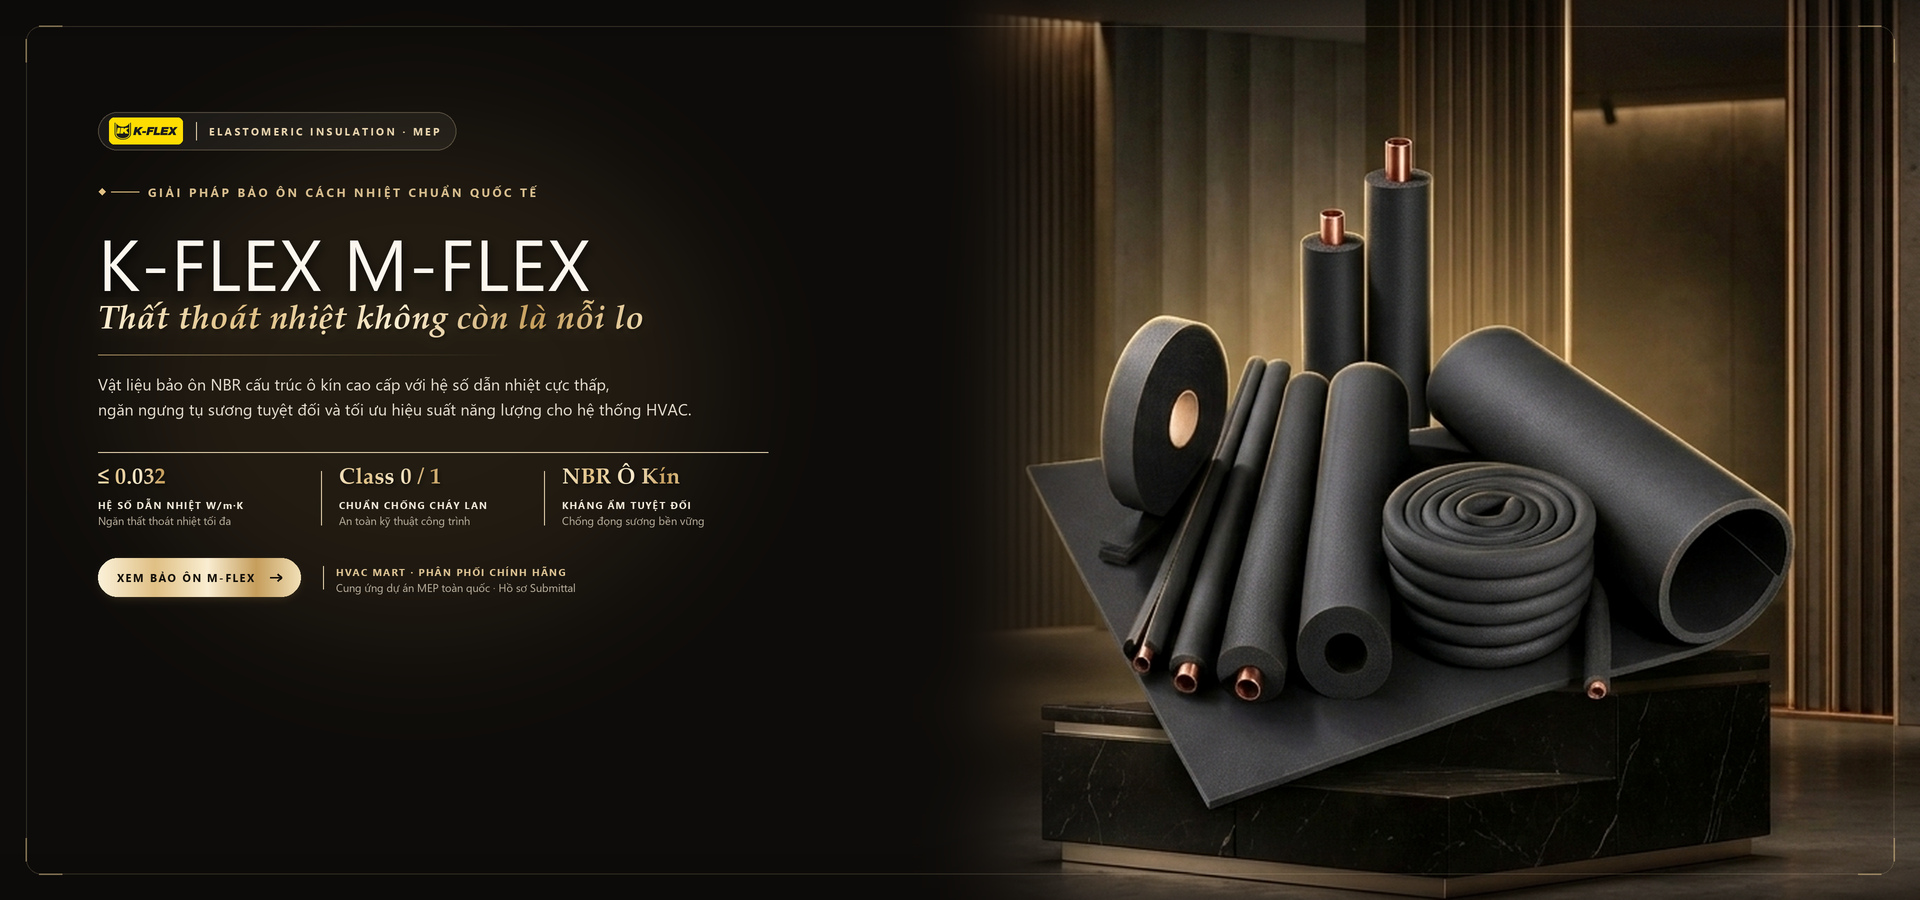 K-FLEX
ELASTOMERIC INSULATION · MEP
GIẢI PHÁP BẢO ÔN CÁCH NHIỆT CHUẨN QUỐC TẾ
K-FLEX M-FLEX
Thất thoát nhiệt không còn là nỗi lo
Vật liệu bảo ôn NBR cấu trúc ô kín cao cấp với hệ số dẫn nhiệt cực thấp,
ngăn ngưng tụ sương tuyệt đối và tối ưu hiệu suất năng lượng cho hệ thống HVAC.
≤ 0.032
HỆ SỐ DẪN NHIỆT W/m·K
Ngăn thất thoát nhiệt tối đa
Class 0 / 1
CHUẨN CHỐNG CHÁY LAN
An toàn kỹ thuật công trình
NBR Ô Kín
KHÁNG ẨM TUYỆT ĐỐI
Chống đọng sương bền vững
XEM BẢO ÔN M-FLEX →
HVAC MART · PHÂN PHỐI CHÍNH HÃNG
Cung ứng dự án MEP toàn quốc · Hồ sơ Submittal